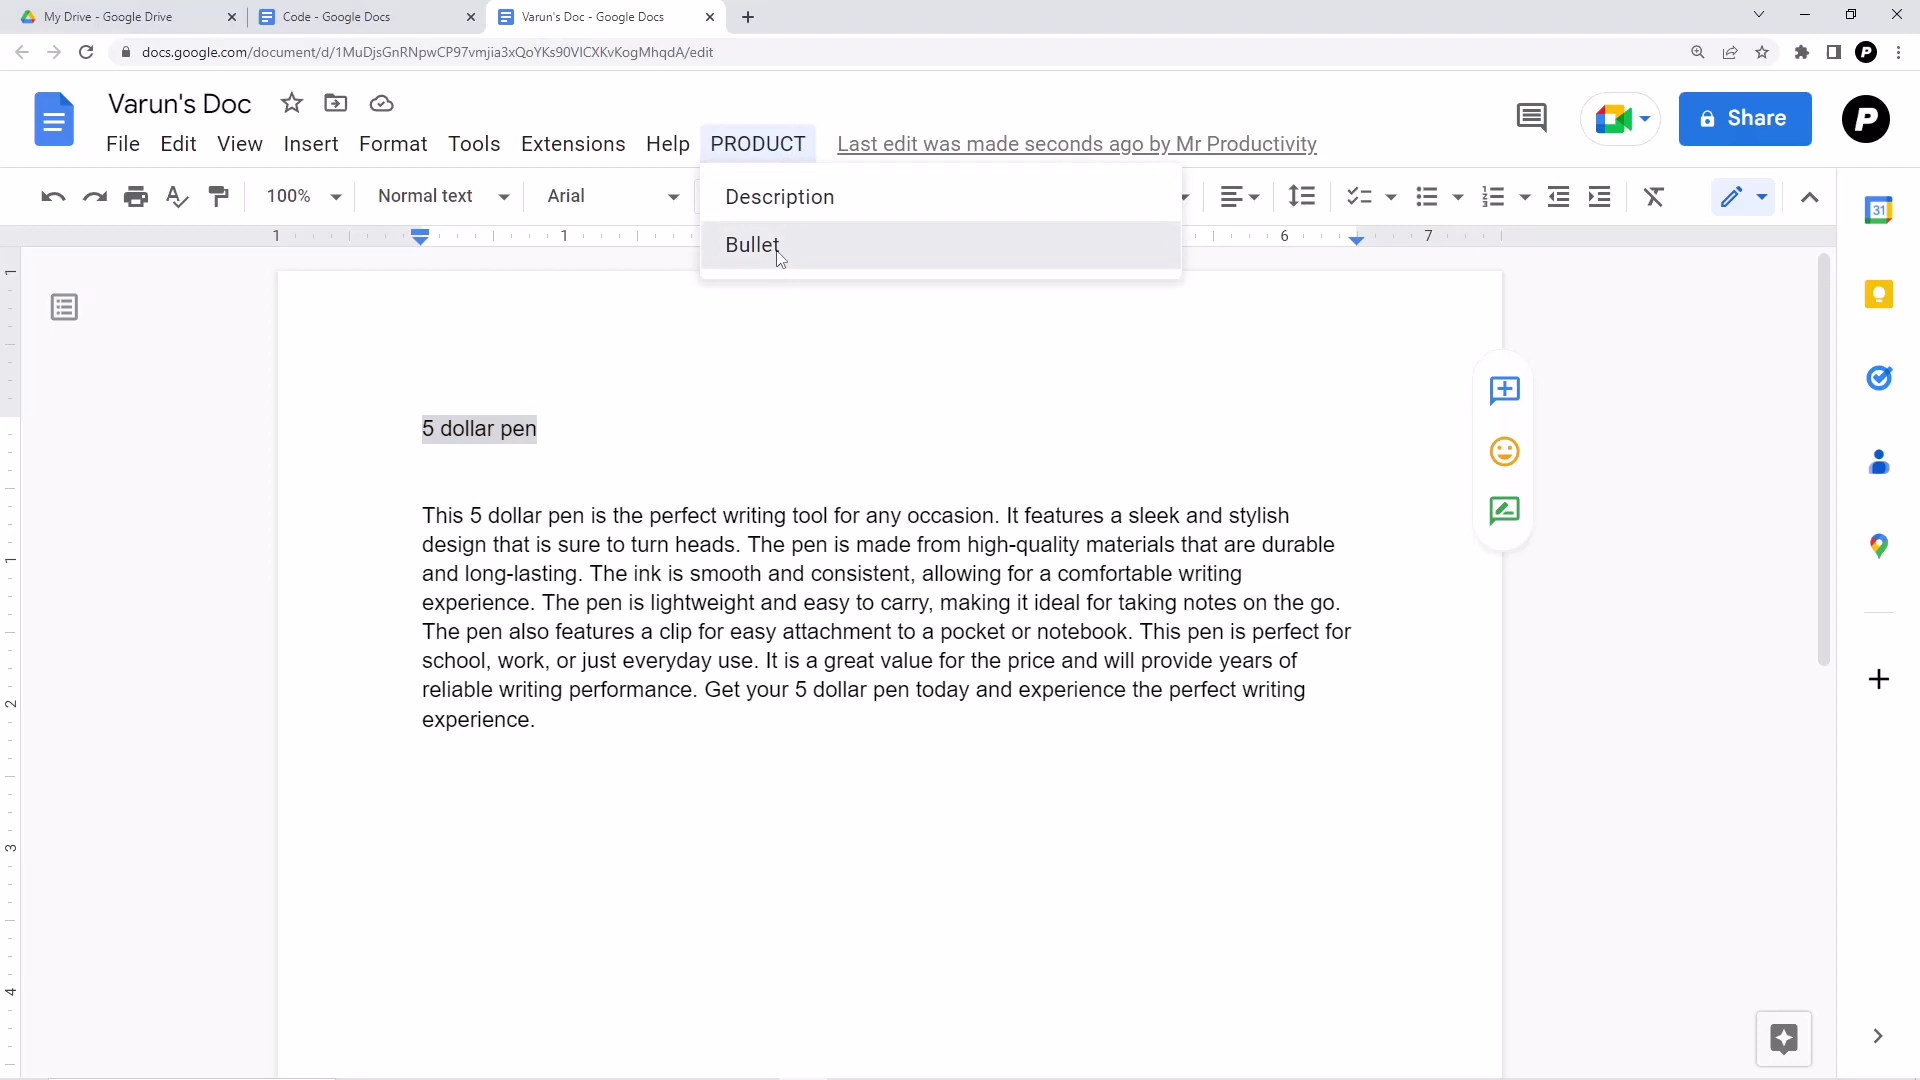 My Drive - Google Drive
Code - Google Docs
Varun's Doc - Google Docs
docs.google.com/document/d/1MuDjsGnRNpwCP97vmjia3xQoYKs90VlCXKvKogMhqdA/edit
P
Varun's Doc
File Edit View Insert Format Tools Extensions Help PRODUCT Last edit was made seconds ago by Mr Productivity
Share
P
100% Normal text Arial
Description
Bullet
31
1 1 6 7
5 dollar pen
This 5 dollar pen is the perfect writing tool for any occasion. It features a sleek and stylish
design that is sure to turn heads. The pen is made from high-quality materials that are durable
and long-lasting. The ink is smooth and consistent, allowing for a comfortable writing
experience. The pen is lightweight and easy to carry, making it ideal for taking notes on the go.
The pen also features a clip for easy attachment to a pocket or notebook. This pen is perfect for
school, work, or just everyday use. It is a great value for the price and will provide years of
reliable writing performance. Get your 5 dollar pen today and experience the perfect writing
experience.
1
1
2
3
4